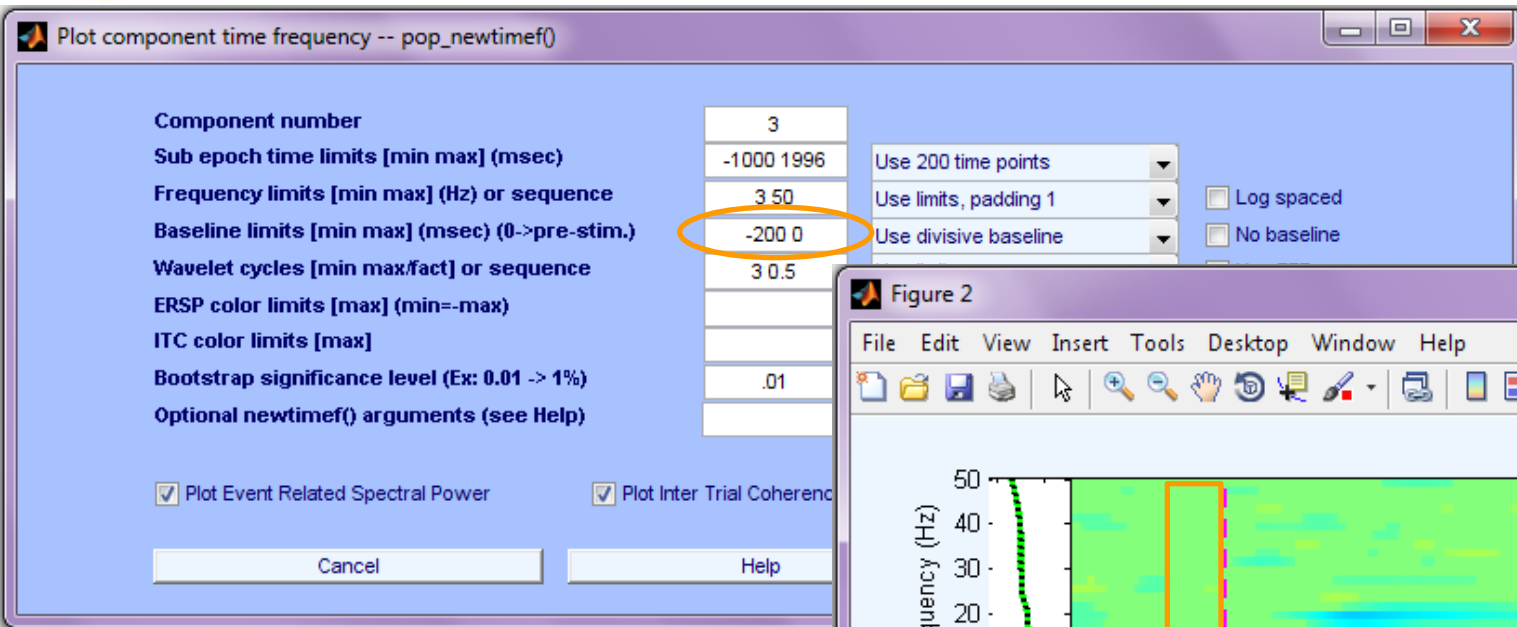 Plot component time frequency -- pop_newtimef()
Component number 3
Sub epoch time limits [min max] (msec) -1000 1996 Use 200 time points
Frequency limits [min max] (Hz) or sequence 3 50 Use limits, padding 1 Log spaced
Baseline limits [min max] (msec) (0->pre-stim.) -200 0 Use divisive baseline No baseline
Wavelet cycles [min max/fact] or sequence 3 0.5
ERSP color limits [max] (min=-max)
ITC color limits [max]
Bootstrap significance level (Ex: 0.01 -> 1%) .01
Optional newtimef() arguments (see Help)
Plot Event Related Spectral Power Plot Inter Trial Coherenc
Cancel Help
Figure 2
File Edit View Insert Tools Desktop Window Help
50
40
30
20
quency (Hz)